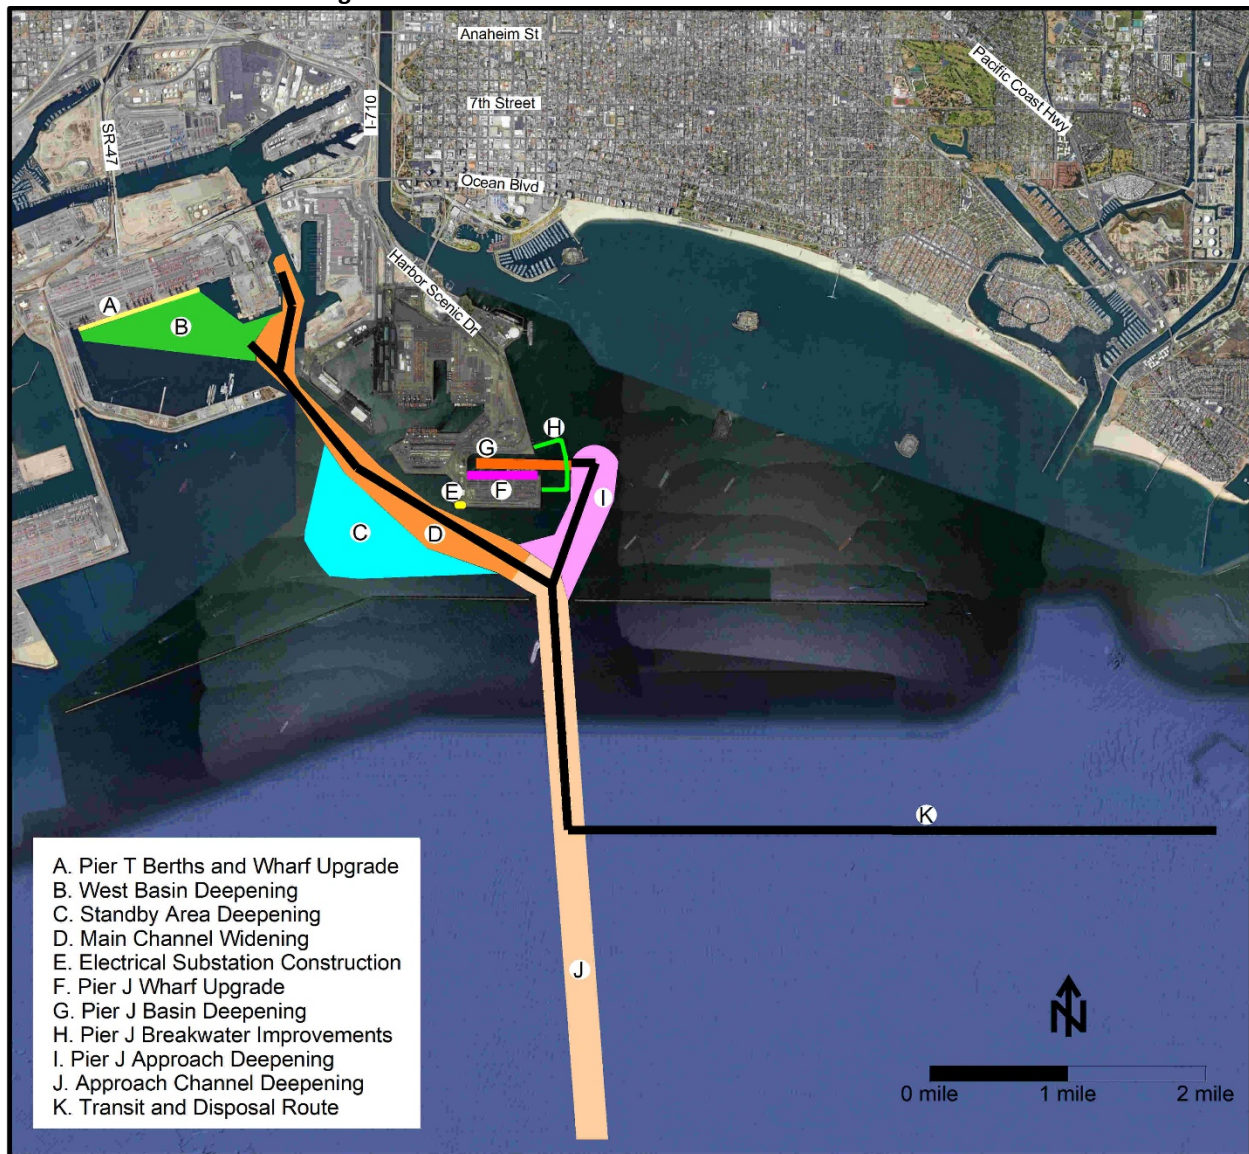 Anaheim St
7th Street
Pacific Coast Hwy
SR-47
I-710
Ocean Blvd
Harbor Scenic Dr
A
B
H
G
F
E
I
C
D
K
J
A. Pier T Berths and Wharf Upgrade
B. West Basin Deepening
C. Standby Area Deepening
D. Main Channel Widening
E. Electrical Substation Construction
F. Pier J Wharf Upgrade
G. Pier J Basin Deepening
H. Pier J Breakwater Improvements
I. Pier J Approach Deepening
J. Approach Channel Deepening
K. Transit and Disposal Route
N
0 mile 1 mile 2 mile